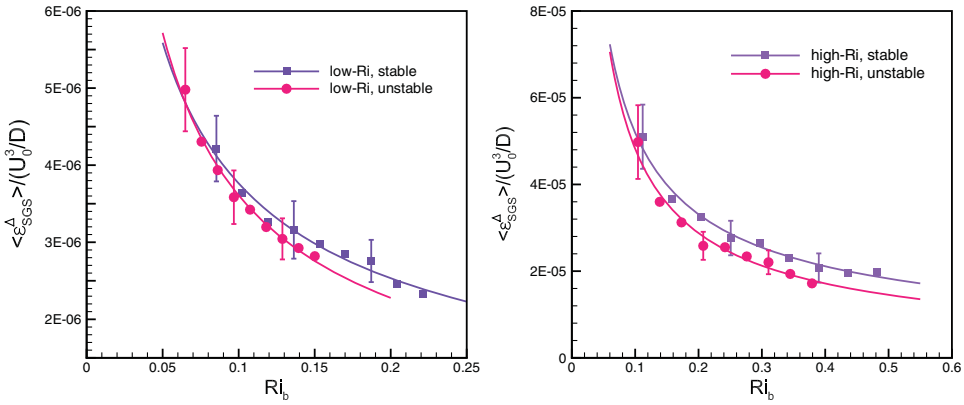 6E-06
5E-06
4E-06
3E-06
2E-06
0
0.05
0.1
0.15
0.2
0.25
Ri_b
<ε^Δ_SGS>/(U_0^3/D)
low-Ri, stable
low-Ri, unstable
8E-05
6E-05
4E-05
2E-05
0
0
0.1
0.2
0.3
0.4
0.5
0.6
Ri_b
<ε^Δ_SGS>/(U_0^3/D)
high-Ri, stable
high-Ri, unstable